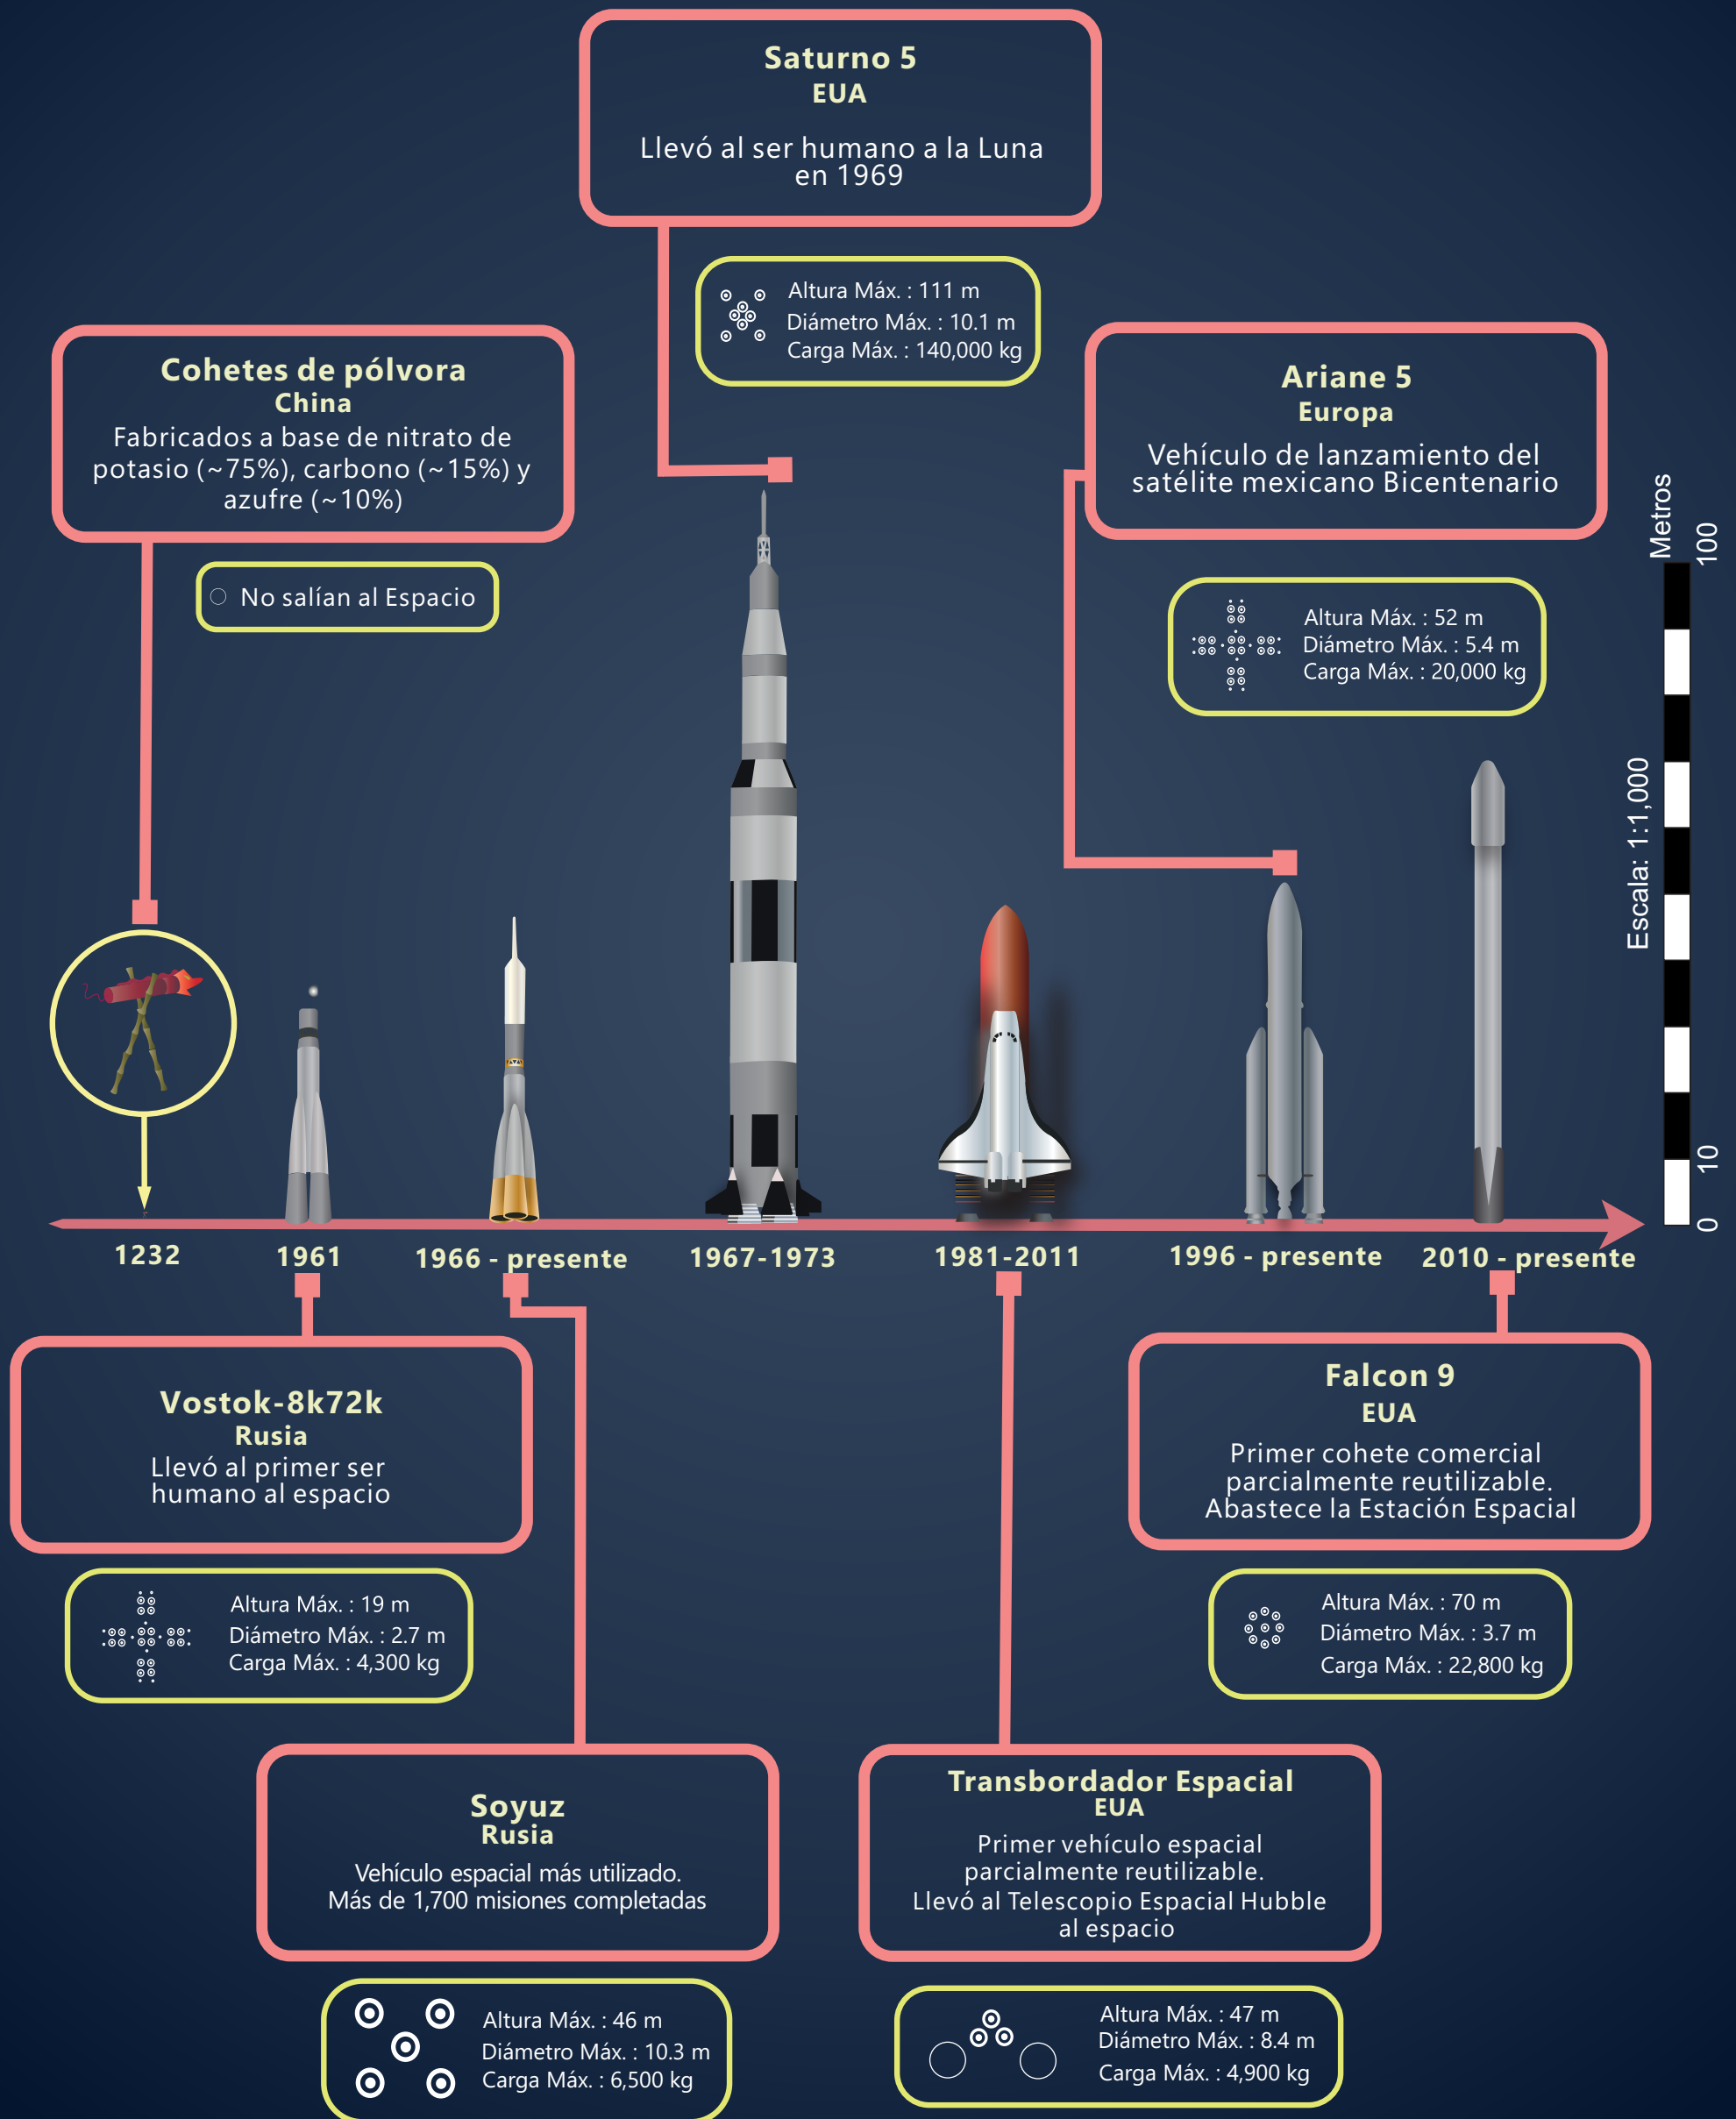 Saturno 5
EUA
Llevó al ser humano a la Luna
en 1969
Altura Máx. : 111 m
Diámetro Máx. : 10.1 m
Carga Máx. : 140,000 kg
Cohetes de pólvora
China
Fabricados a base de nitrato de
potasio (~75%), carbono (~15%) y
azufre (~10%)
No salían al Espacio
Ariane 5
Europa
Vehículo de lanzamiento del
satélite mexicano Bicentenario
Altura Máx. : 52 m
Diámetro Máx. : 5.4 m
Carga Máx. : 20,000 kg
Metros
100
Escala: 1:1,000
10
0
1232
1961
1966 - presente
1967-1973
1981-2011
1996 - presente
2010 - presente
Vostok-8k72k
Rusia
Llevó al primer ser
humano al espacio
Altura Máx. : 19 m
Diámetro Máx. : 2.7 m
Carga Máx. : 4,300 kg
Falcon 9
EUA
Primer cohete comercial
parcialmente reutilizable.
Abastece la Estación Espacial
Altura Máx. : 70 m
Diámetro Máx. : 3.7 m
Carga Máx. : 22,800 kg
Soyuz
Rusia
Vehículo espacial más utilizado.
Más de 1,700 misiones completadas
Altura Máx. : 46 m
Diámetro Máx. : 10.3 m
Carga Máx. : 6,500 kg
Transbordador Espacial
EUA
Primer vehículo espacial
parcialmente reutilizable.
Llevó al Telescopio Espacial Hubble
al espacio
Altura Máx. : 47 m
Diámetro Máx. : 8.4 m
Carga Máx. : 4,900 kg